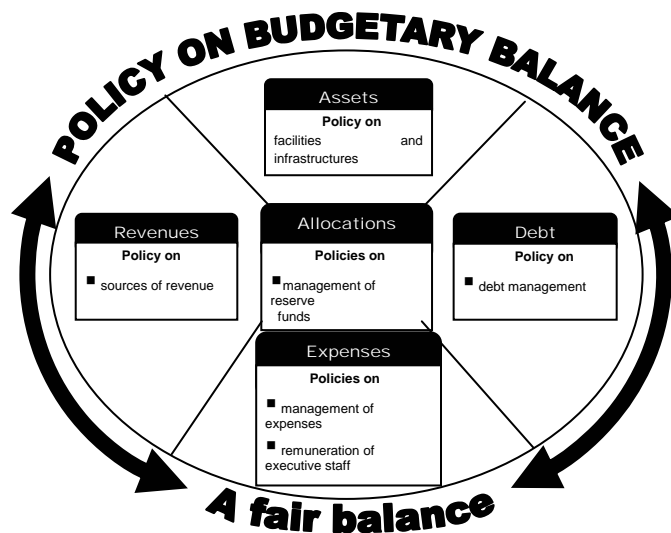 POLICY ON BUDGETARY BALANCE
Assets
Policy on
facilities and
infrastructures
Revenues
Policy on
■ sources of revenue
Allocations
Policies on
■management of
reserve
funds
Debt
Policy on
■ debt management
Expenses
Policies on
■ management of
expenses
■ remuneration of
executive staff
A fair balance